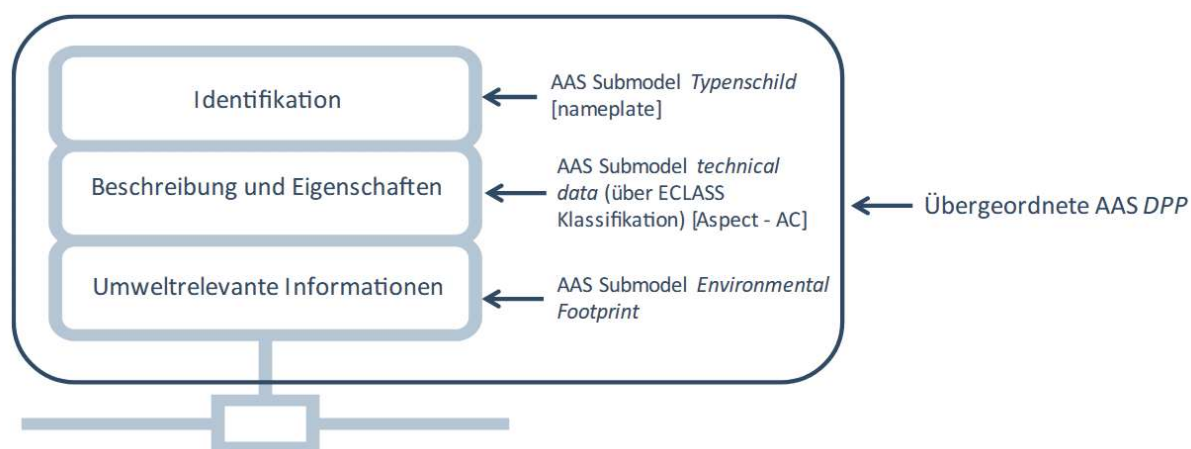 Identifikation
AAS Submodel Typenschild
[nameplate]
Beschreibung und Eigenschaften
AAS Submodel technical
data (über ECLASS
Klassifikation) [Aspect - AC]
Übergeordnete AAS DPP
Umweltrelevante Informationen
AAS Submodel Environmental
Footprint